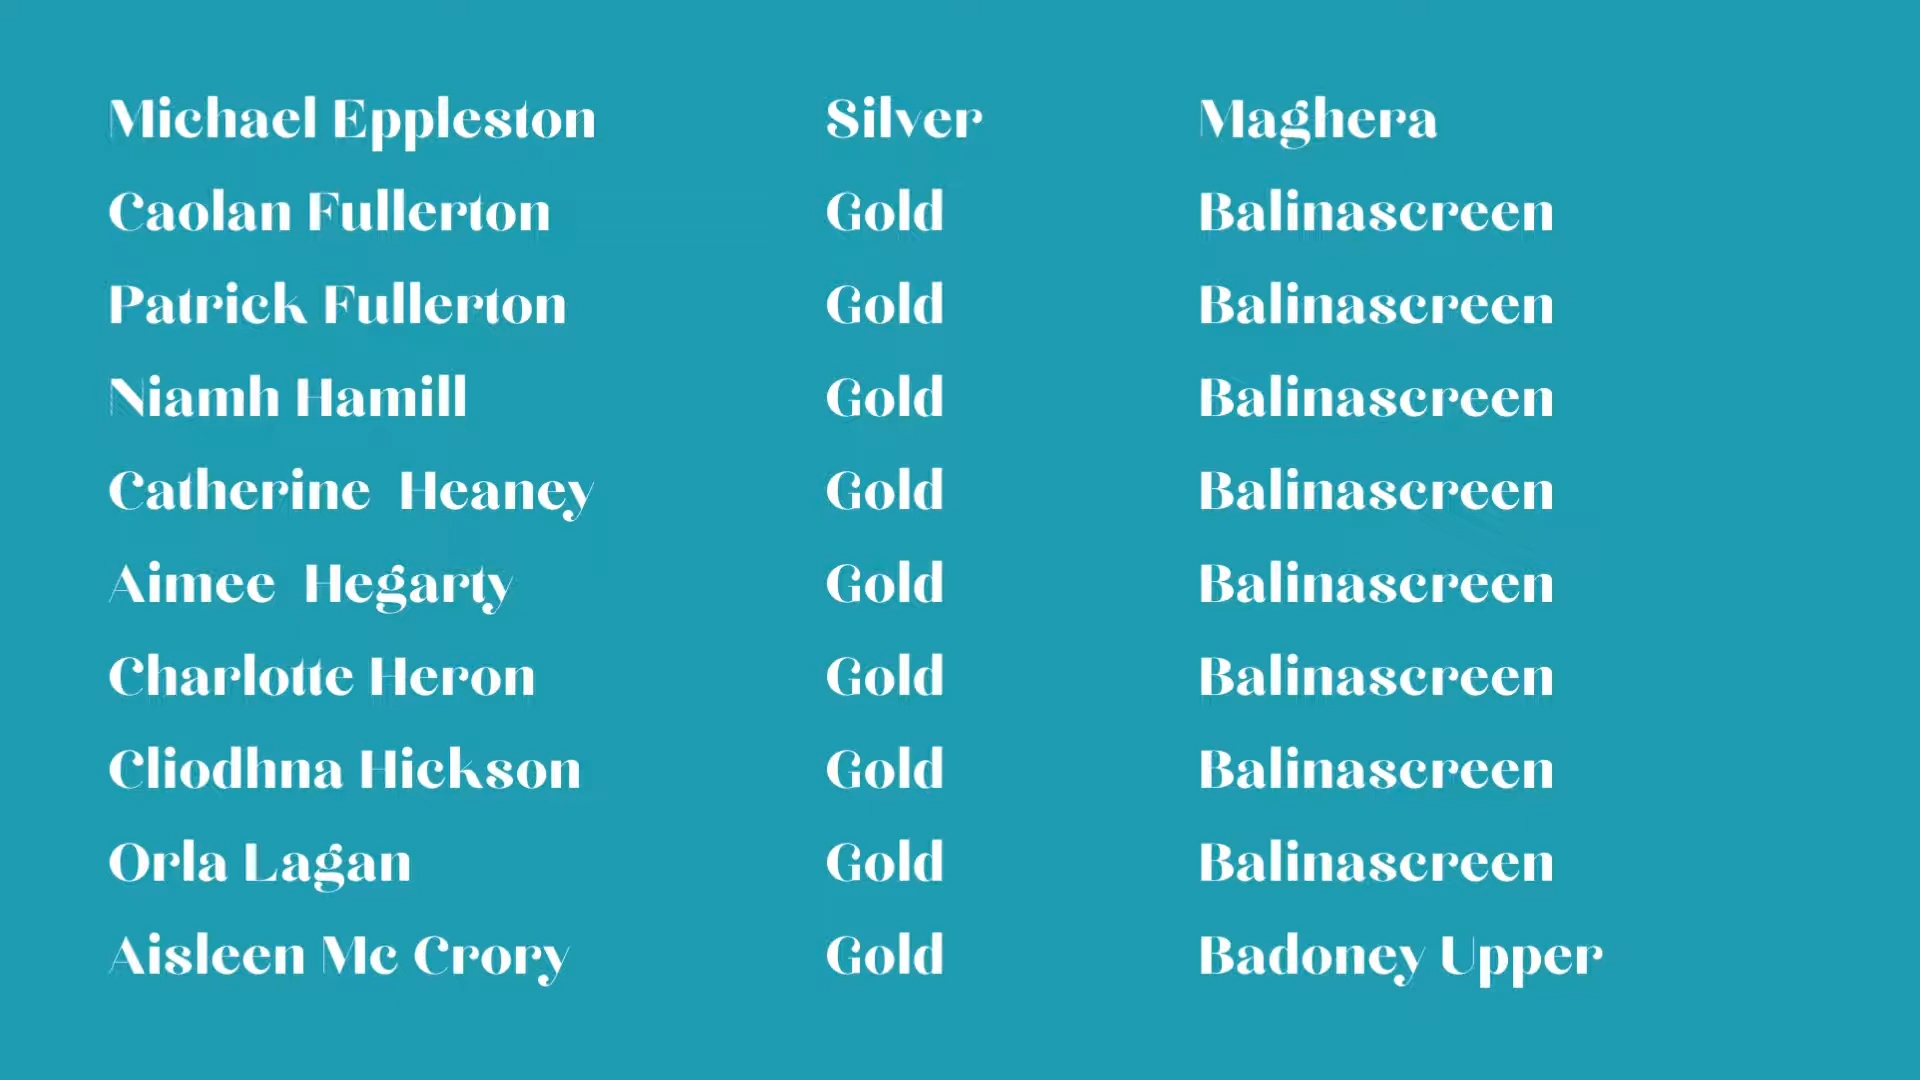 Michael Eppleston Silver Maghera
Caolan Fullerton Gold Balinascreen
Patrick Fullerton Gold Balinascreen
Niamh Hamill Gold Balinascreen
Catherine  Heaney Gold Balinascreen
Aimee  Hegarty Gold Balinascreen
Charlotte Heron Gold Balinascreen
Cliodhna Hickson Gold Balinascreen
Orla Lagan Gold Balinascreen
Aisleen Mc Crory Gold Badoney Upper